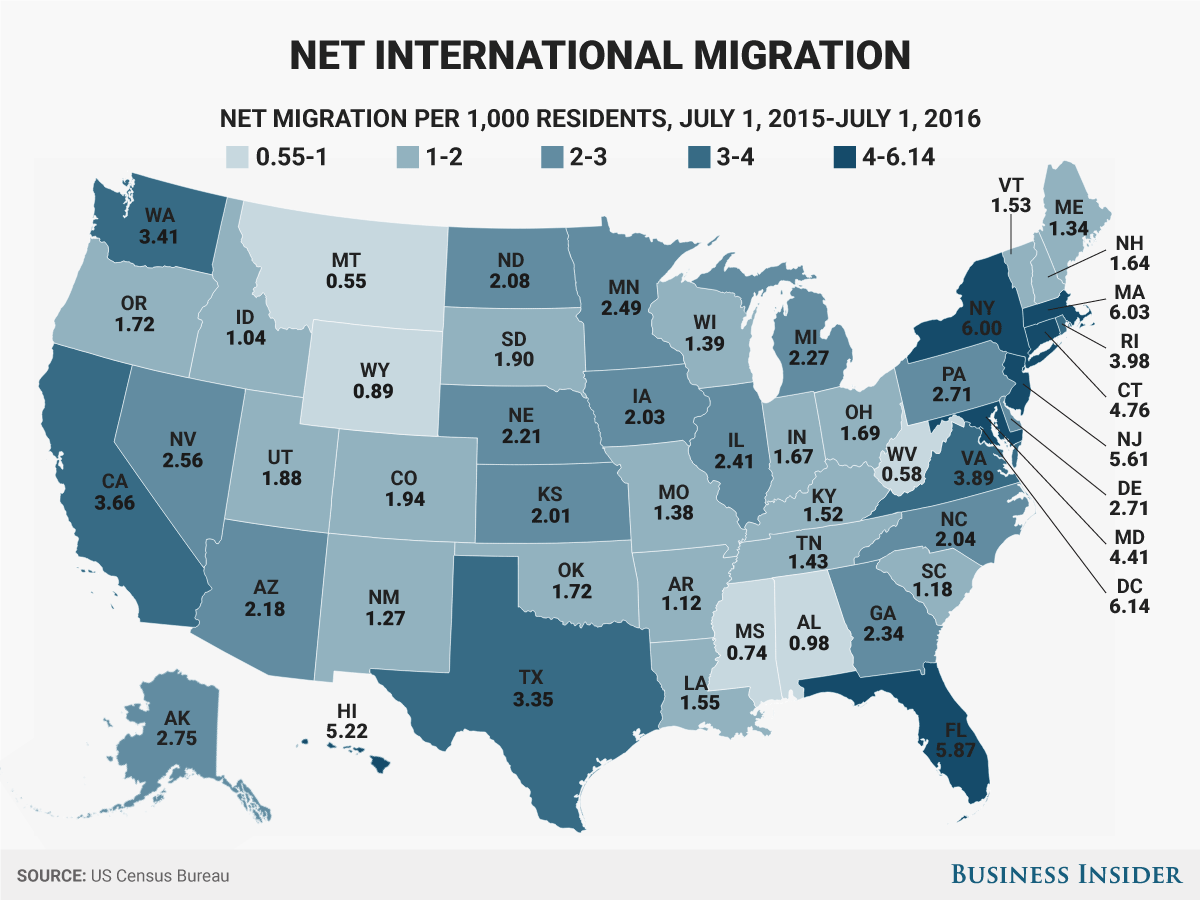 NET INTERNATIONAL MIGRATION
NET MIGRATION PER 1,000 RESIDENTS, JULY 1, 2015-JULY 1, 2016
0.55-1 1-2 2-3 3-4 4-6.14
WA
3.41
OR
1.72
CA
3.66
ID
1.04
NV
2.56
MT
0.55
WY
0.89
UT
1.88
CO
1.94
AZ
2.18
NM
1.27
ND
2.08
SD
1.90
NE
2.21
KS
2.01
OK
1.72
TX
3.35
MN
2.49
IA
2.03
MO
1.38
AR
1.12
LA
1.55
WI
1.39
IL
2.41
MI
2.27
IN
1.67
OH
1.69
KY
1.52
TN
1.43
MS
0.74
AL
0.98
GA
2.34
FL
5.87
SC
1.18
NC
2.04
VA
3.89
WV
0.58
PA
2.71
NY
6.00
VT
1.53
ME
1.34
NH
1.64
MA
6.03
RI
3.98
CT
4.76
NJ
5.61
DE
2.71
MD
4.41
DC
6.14
AK
2.75
HI
5.22
SOURCE: US Census Bureau
BUSINESS INSIDER